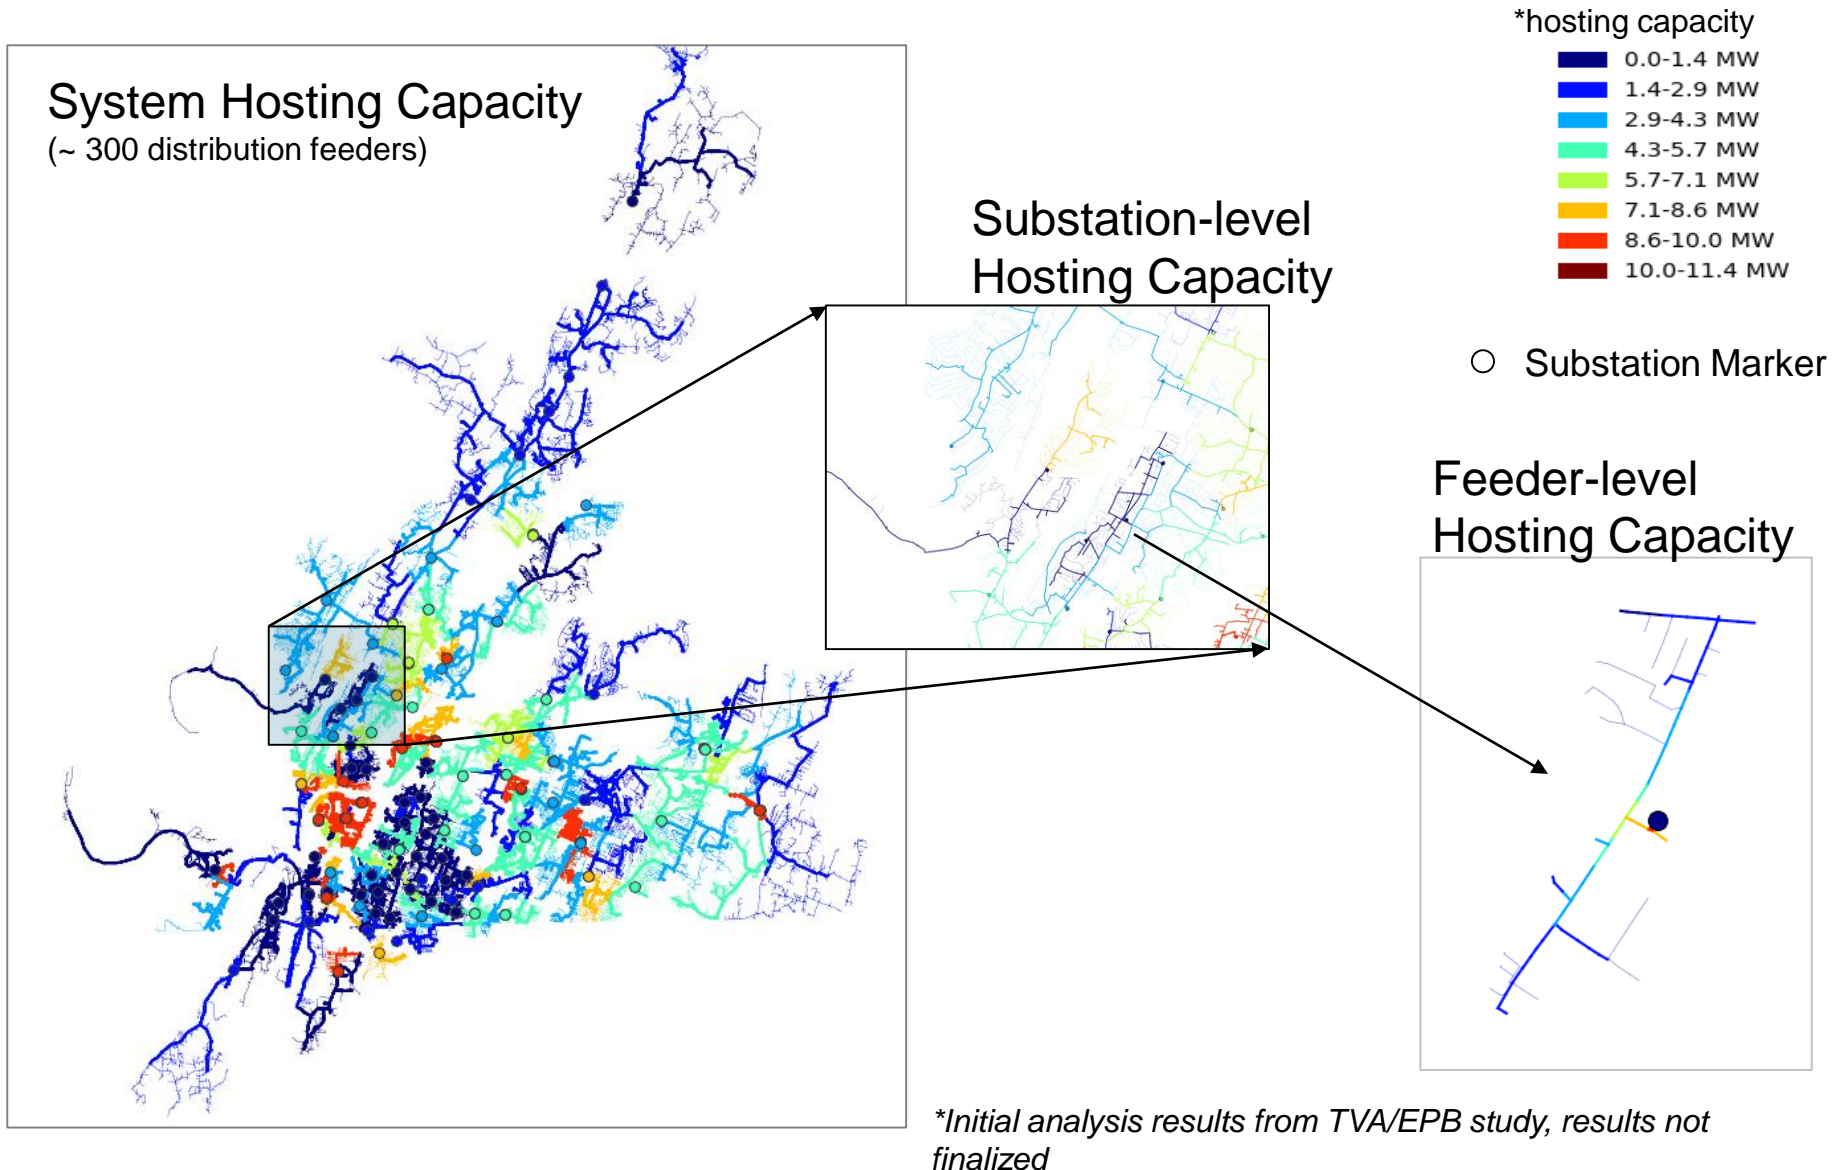 System Hosting Capacity
(~ 300 distribution feeders)
Substation-level
Hosting Capacity
*hosting capacity
0.0-1.4 MW
1.4-2.9 MW
2.9-4.3 MW
4.3-5.7 MW
5.7-7.1 MW
7.1-8.6 MW
8.6-10.0 MW
10.0-11.4 MW
Substation Marker
Feeder-level
Hosting Capacity
*Initial analysis results from TVA/EPB study, results not
finalized